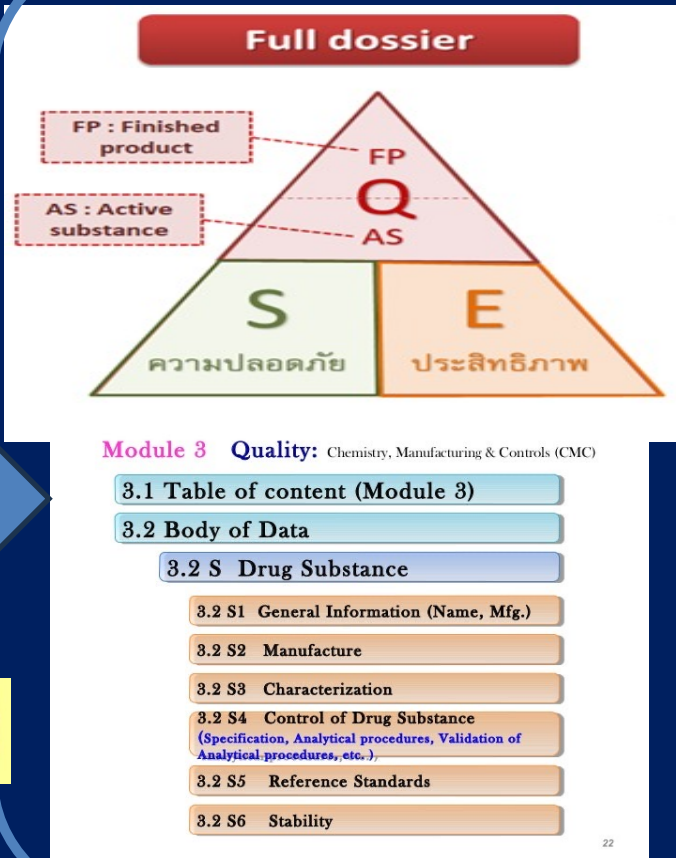 Full dossier
FP : Finished
product
FP
Q
AS : Active
substance
AS
S
E
ความปลอดภัย
ประสิทธิภาพ
Module 3 Quality: Chemistry, Manufacturing & Controls (CMC)
3.1 Table of content (Module 3)
3.2 Body of Data
3.2 S Drug Substance
3.2 S1 General Information (Name, Mfg.)
3.2 S2 Manufacture
3.2 S3 Characterization
3.2 S4 Control of Drug Substance
(Specification, Analytical procedures, Validation of
Analytical procedures, etc. )
3.2 S5 Reference Standards
3.2 S6 Stability
22